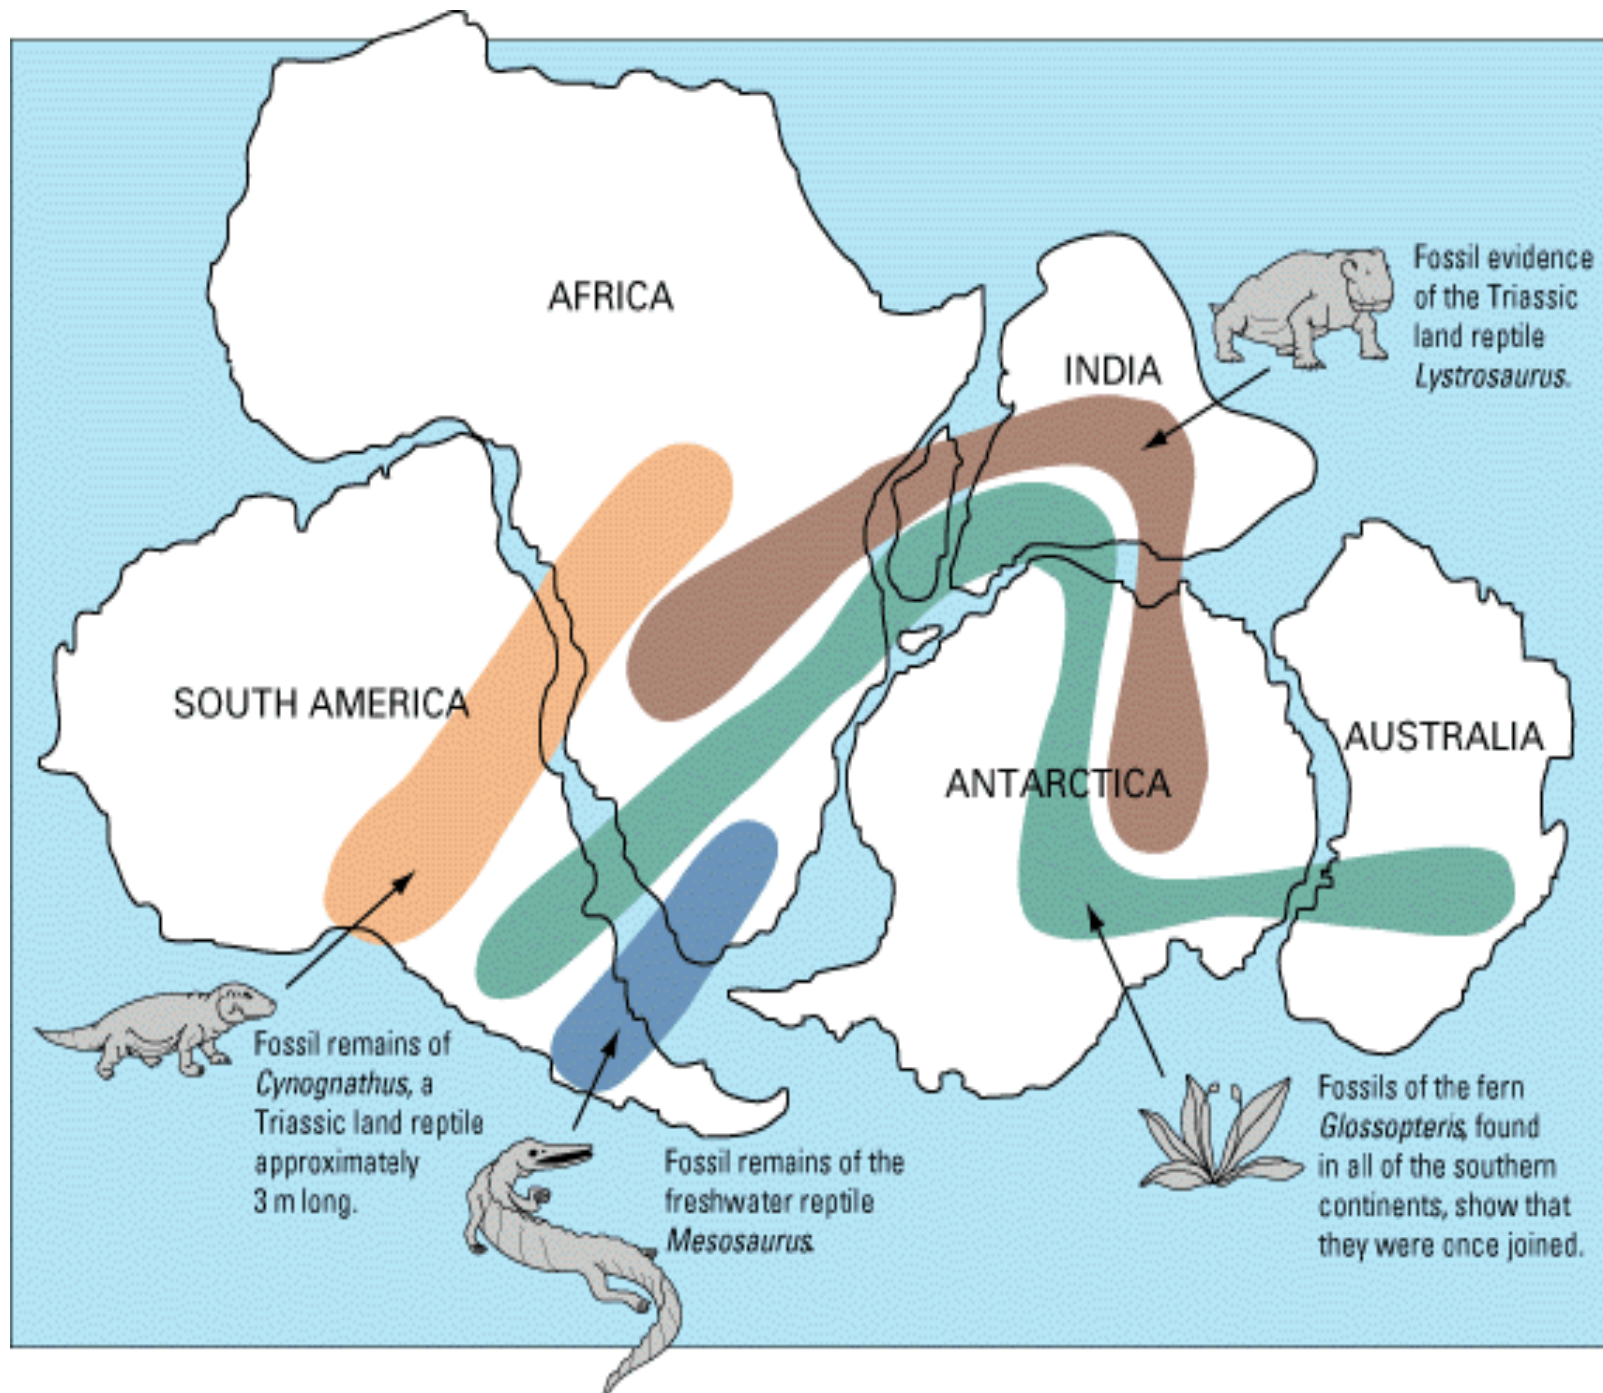 AFRICA
INDIA
Fossil evidence
of the Triassic
land reptile
Lystrosaurus.
SOUTH AMERICA
ANTARCTICA
AUSTRALIA
Fossil remains of
Cynognathus, a
Triassic land reptile
approximately
3 m long.
Fossil remains of the
freshwater reptile
Mesosaurus.
Fossils of the fern
Glossopteris, found
in all of the southern
continents, show that
they were once joined.